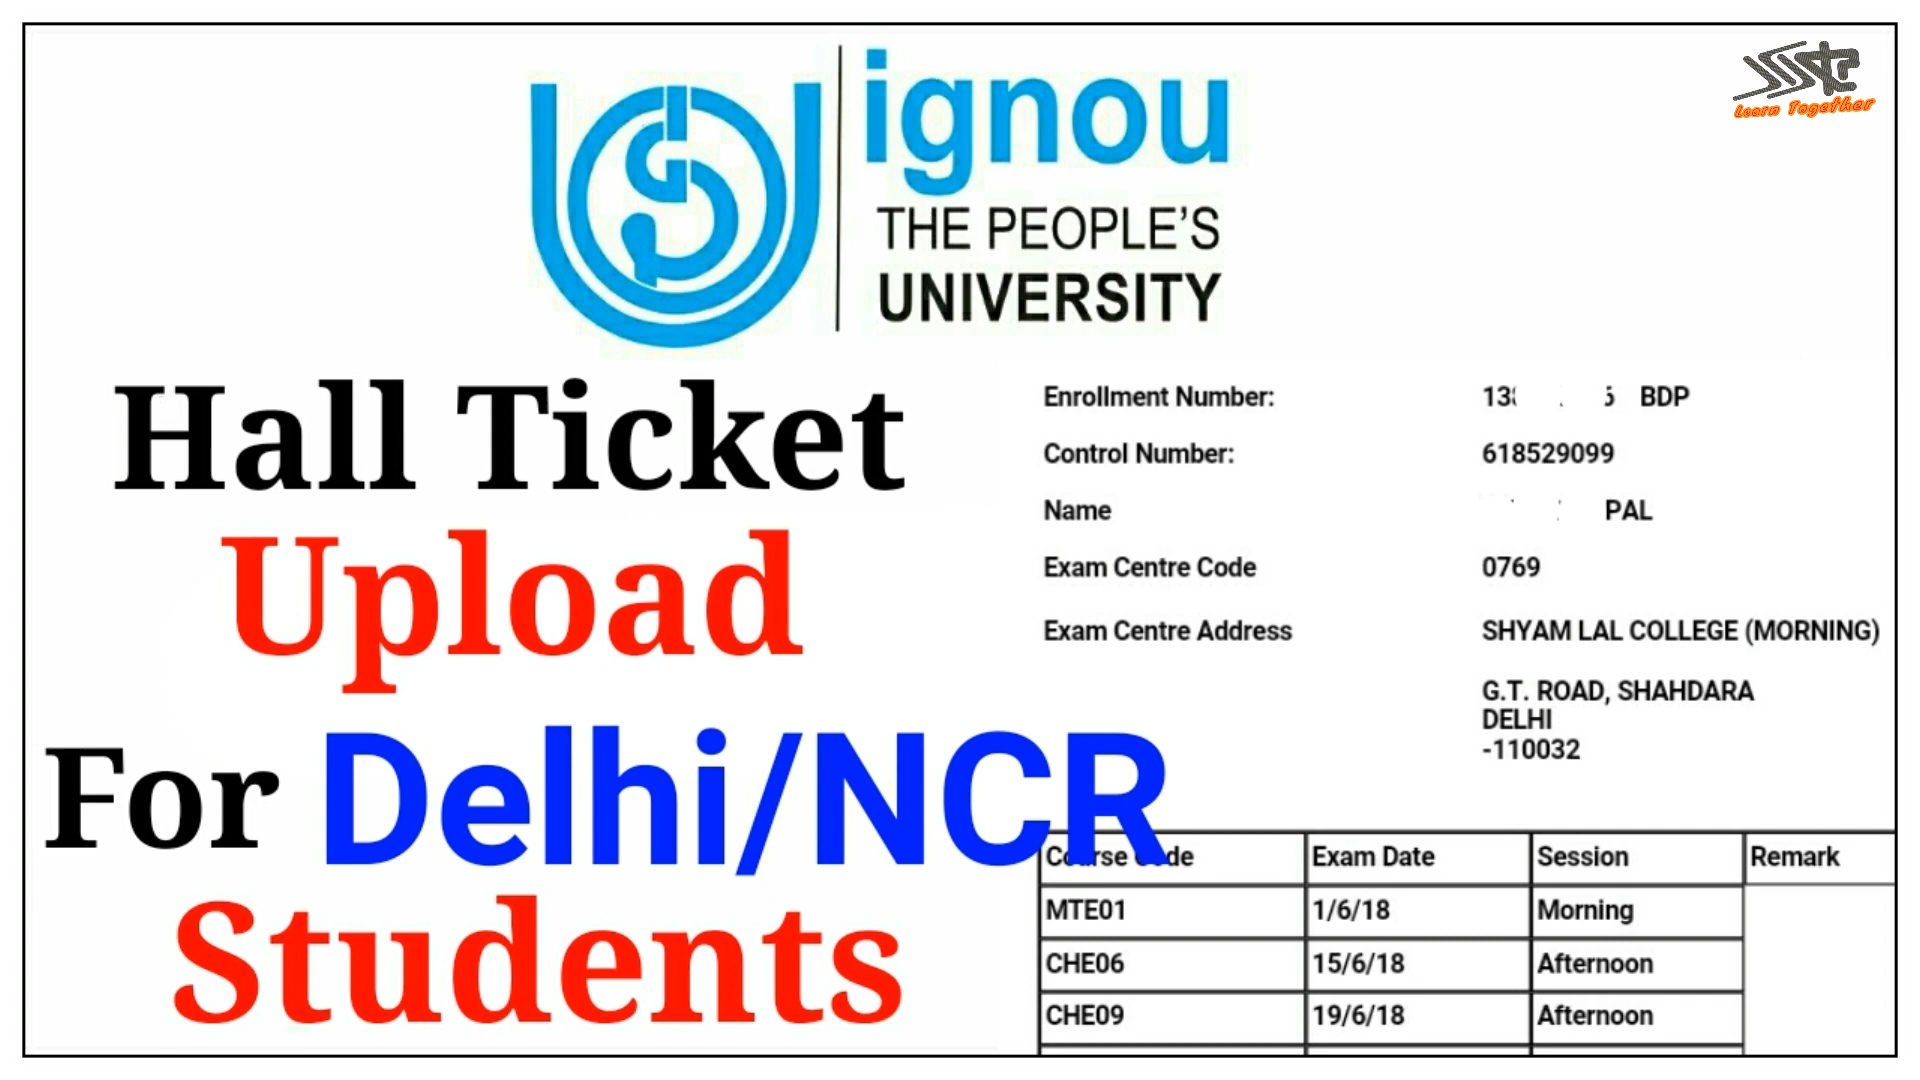 ignou
THE PEOPLE'S
UNIVERSITY
Learn Together
Hall Ticket
Upload
For Delhi/NCR
Students
Enrollment Number: BDP
Control Number: 618529099
Name PAL
Exam Centre Code 0769
Exam Centre Address SHYAM LAL COLLEGE (MORNING)
G.T. ROAD, SHAHDARA
DELHI
-110032
Course Code Exam Date Session Remark
MTE01 1/6/18 Morning
CHE06 15/6/18 Afternoon
CHE09 19/6/18 Afternoon